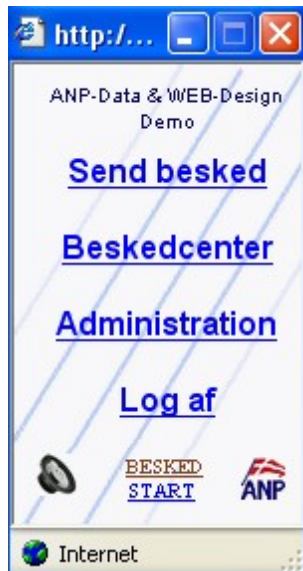 http:/...
ANP-Data & WEB-Design
Demo
Send besked
Beskedcenter
Administration
Log af
BESKED
START
ANP
Internet